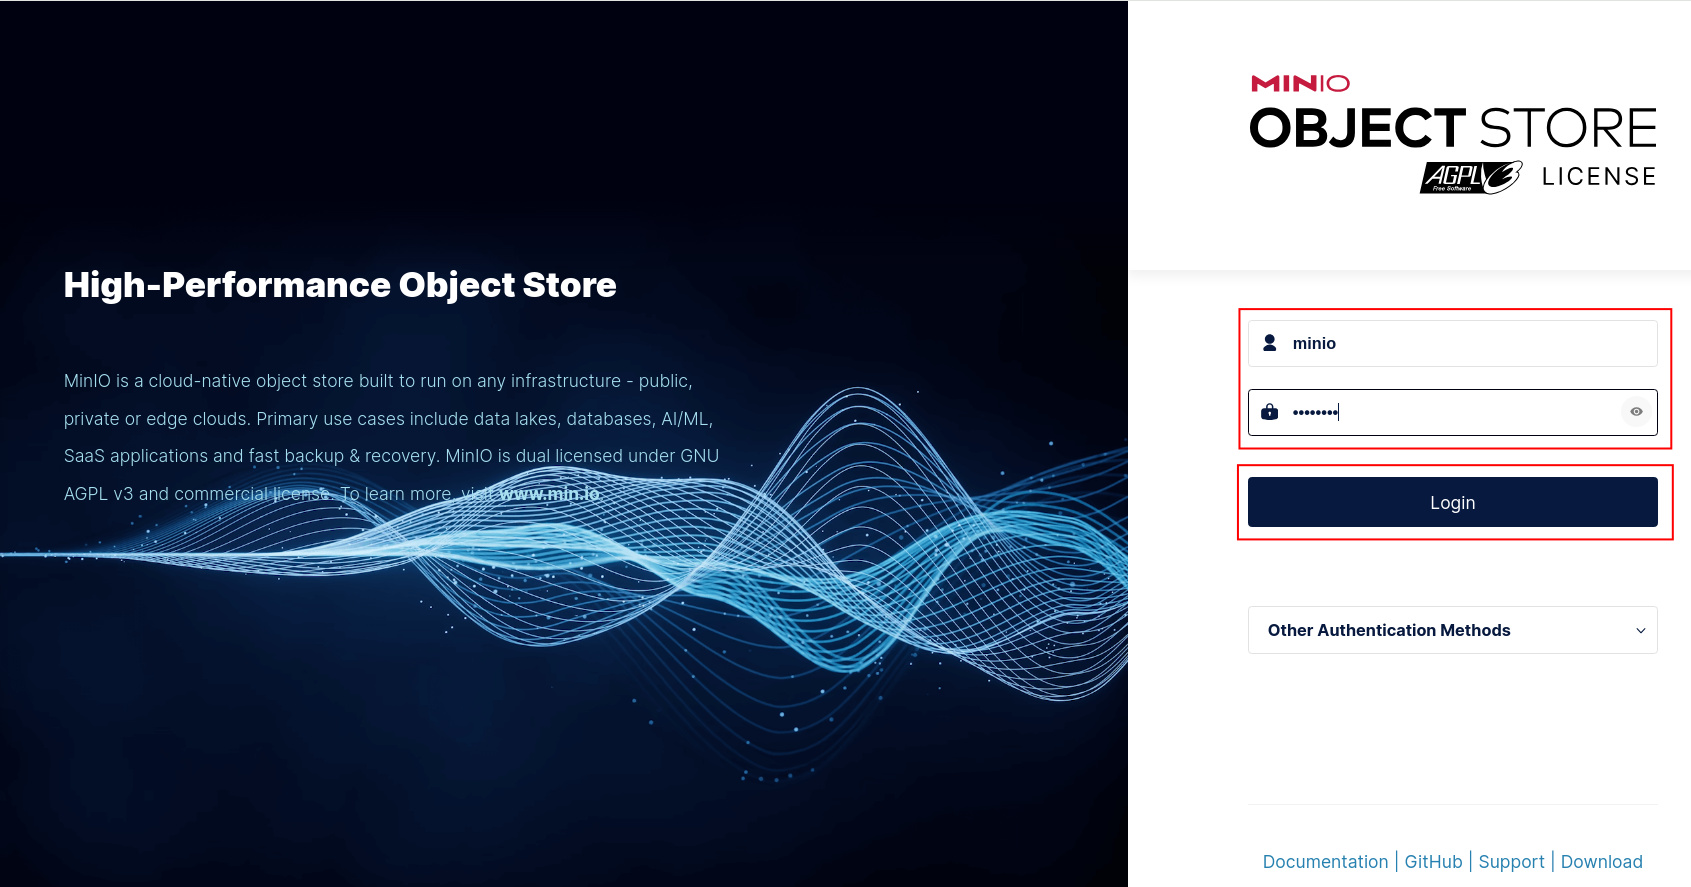 High-Performance Object Store
MinIO is a cloud-native object store built to run on any infrastructure - public,
private or edge clouds. Primary use cases include data lakes, databases, AI/ML,
SaaS applications and fast backup & recovery. MinIO is dual licensed under GNU
AGPL v3 and commercial license. To learn more, visit www.min.io.
MINIO
OBJECT STORE
AGPL v3 LICENSE
Free Software
minio
••••••••
Login
Other Authentication Methods
Documentation | GitHub | Support | Download